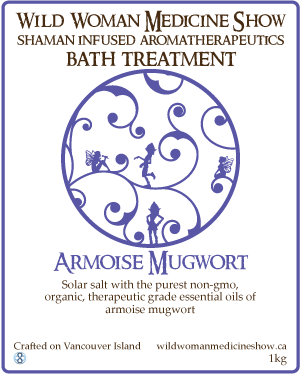 Wild Woman Medicine Show
SHAMAN INFUSED AROMATHERAPEUTICS
BATH TREATMENT
Armoise Mugwort
Solar salt with the purest non-gmo,
organic, therapeutic grade essential oils of
armoise mugwort
Crafted on Vancouver Island wildwomanmedicineshow.ca
1kg